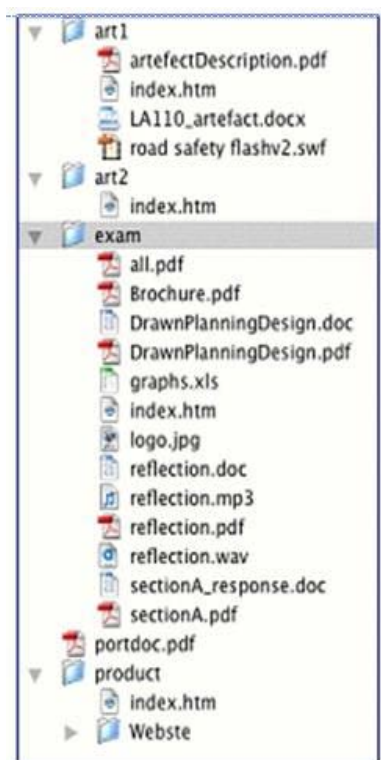 art1
artefectDescription.pdf
index.htm
LA110_artefact.docx
road safety flashv2.swf
art2
index.htm
exam
all.pdf
Brochure.pdf
DrawnPlanningDesign.doc
DrawnPlanningDesign.pdf
graphs.xls
index.htm
logo.jpg
reflection.doc
reflection.mp3
reflection.pdf
reflection.wav
sectionA_response.doc
sectionA.pdf
portdoc.pdf
product
index.htm
Webste